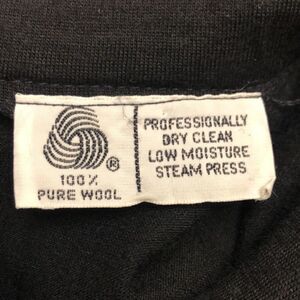 ®
100%
PURE WOOL
PROFESSIONALLY
DRY CLEAN
LOW MOISTURE
STEAM PRESS